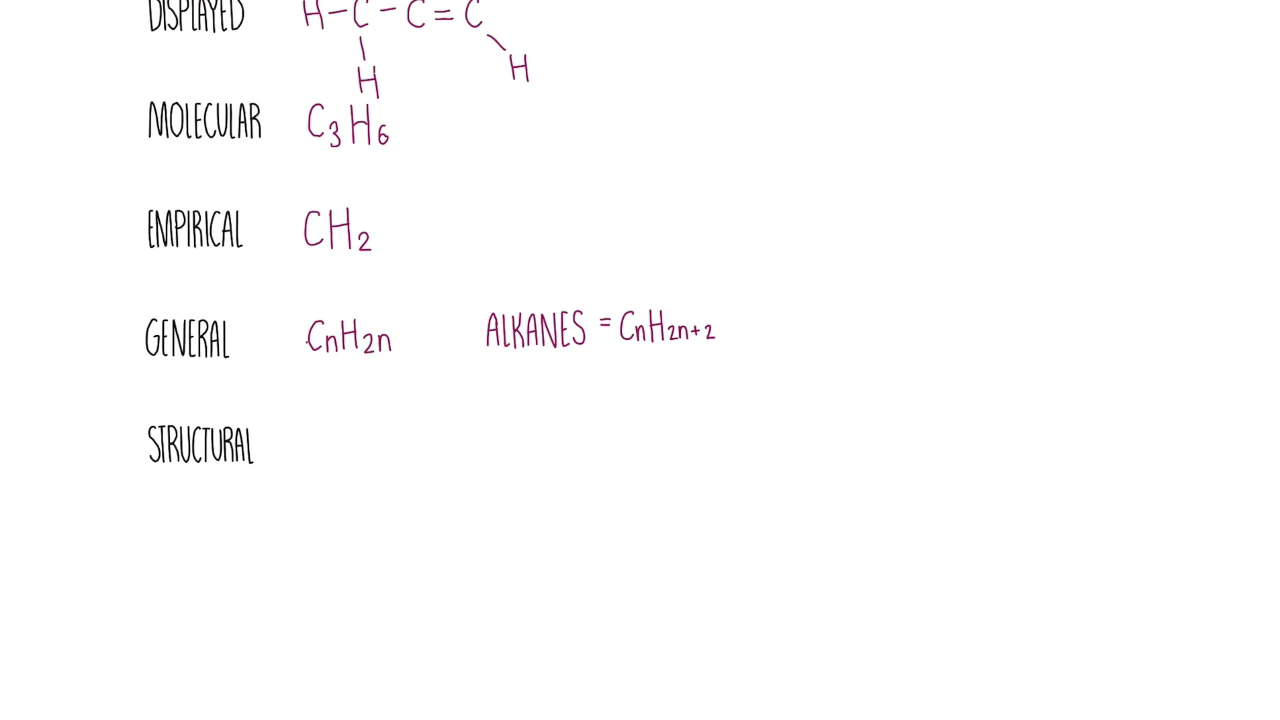 DISPLAYED H-C-C=C
H H
MOLECULAR C₃H₆
EMPIRICAL CH₂
GENERAL CnH₂n ALKANES = CnH₂n+₂
STRUCTURAL